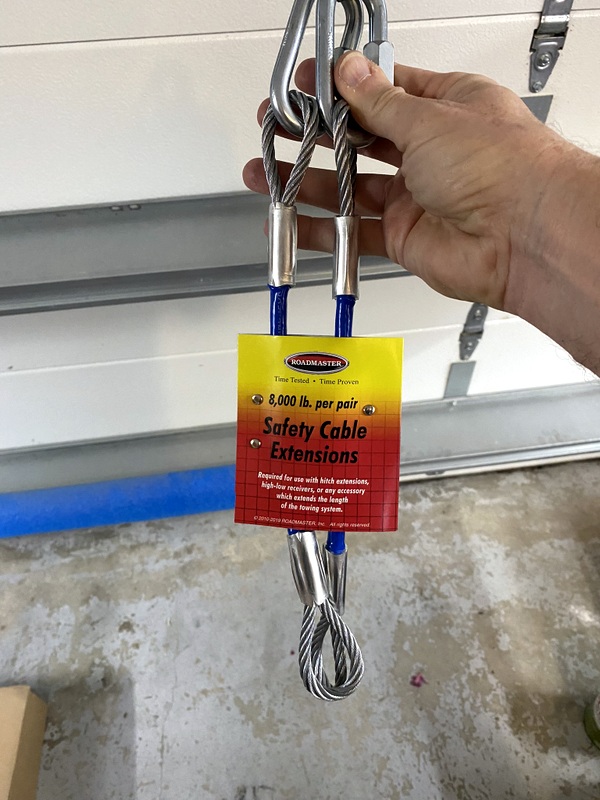 ROADMASTER
Time Tested • Time Proven
8,000 lb. per pair
Safety Cable
Extensions
Required for use with hitch extensions,
high-low receivers, or any accessory
which extends the length
of the towing system.
© 2010-2019 ROADMASTER, Inc. All rights reserved.